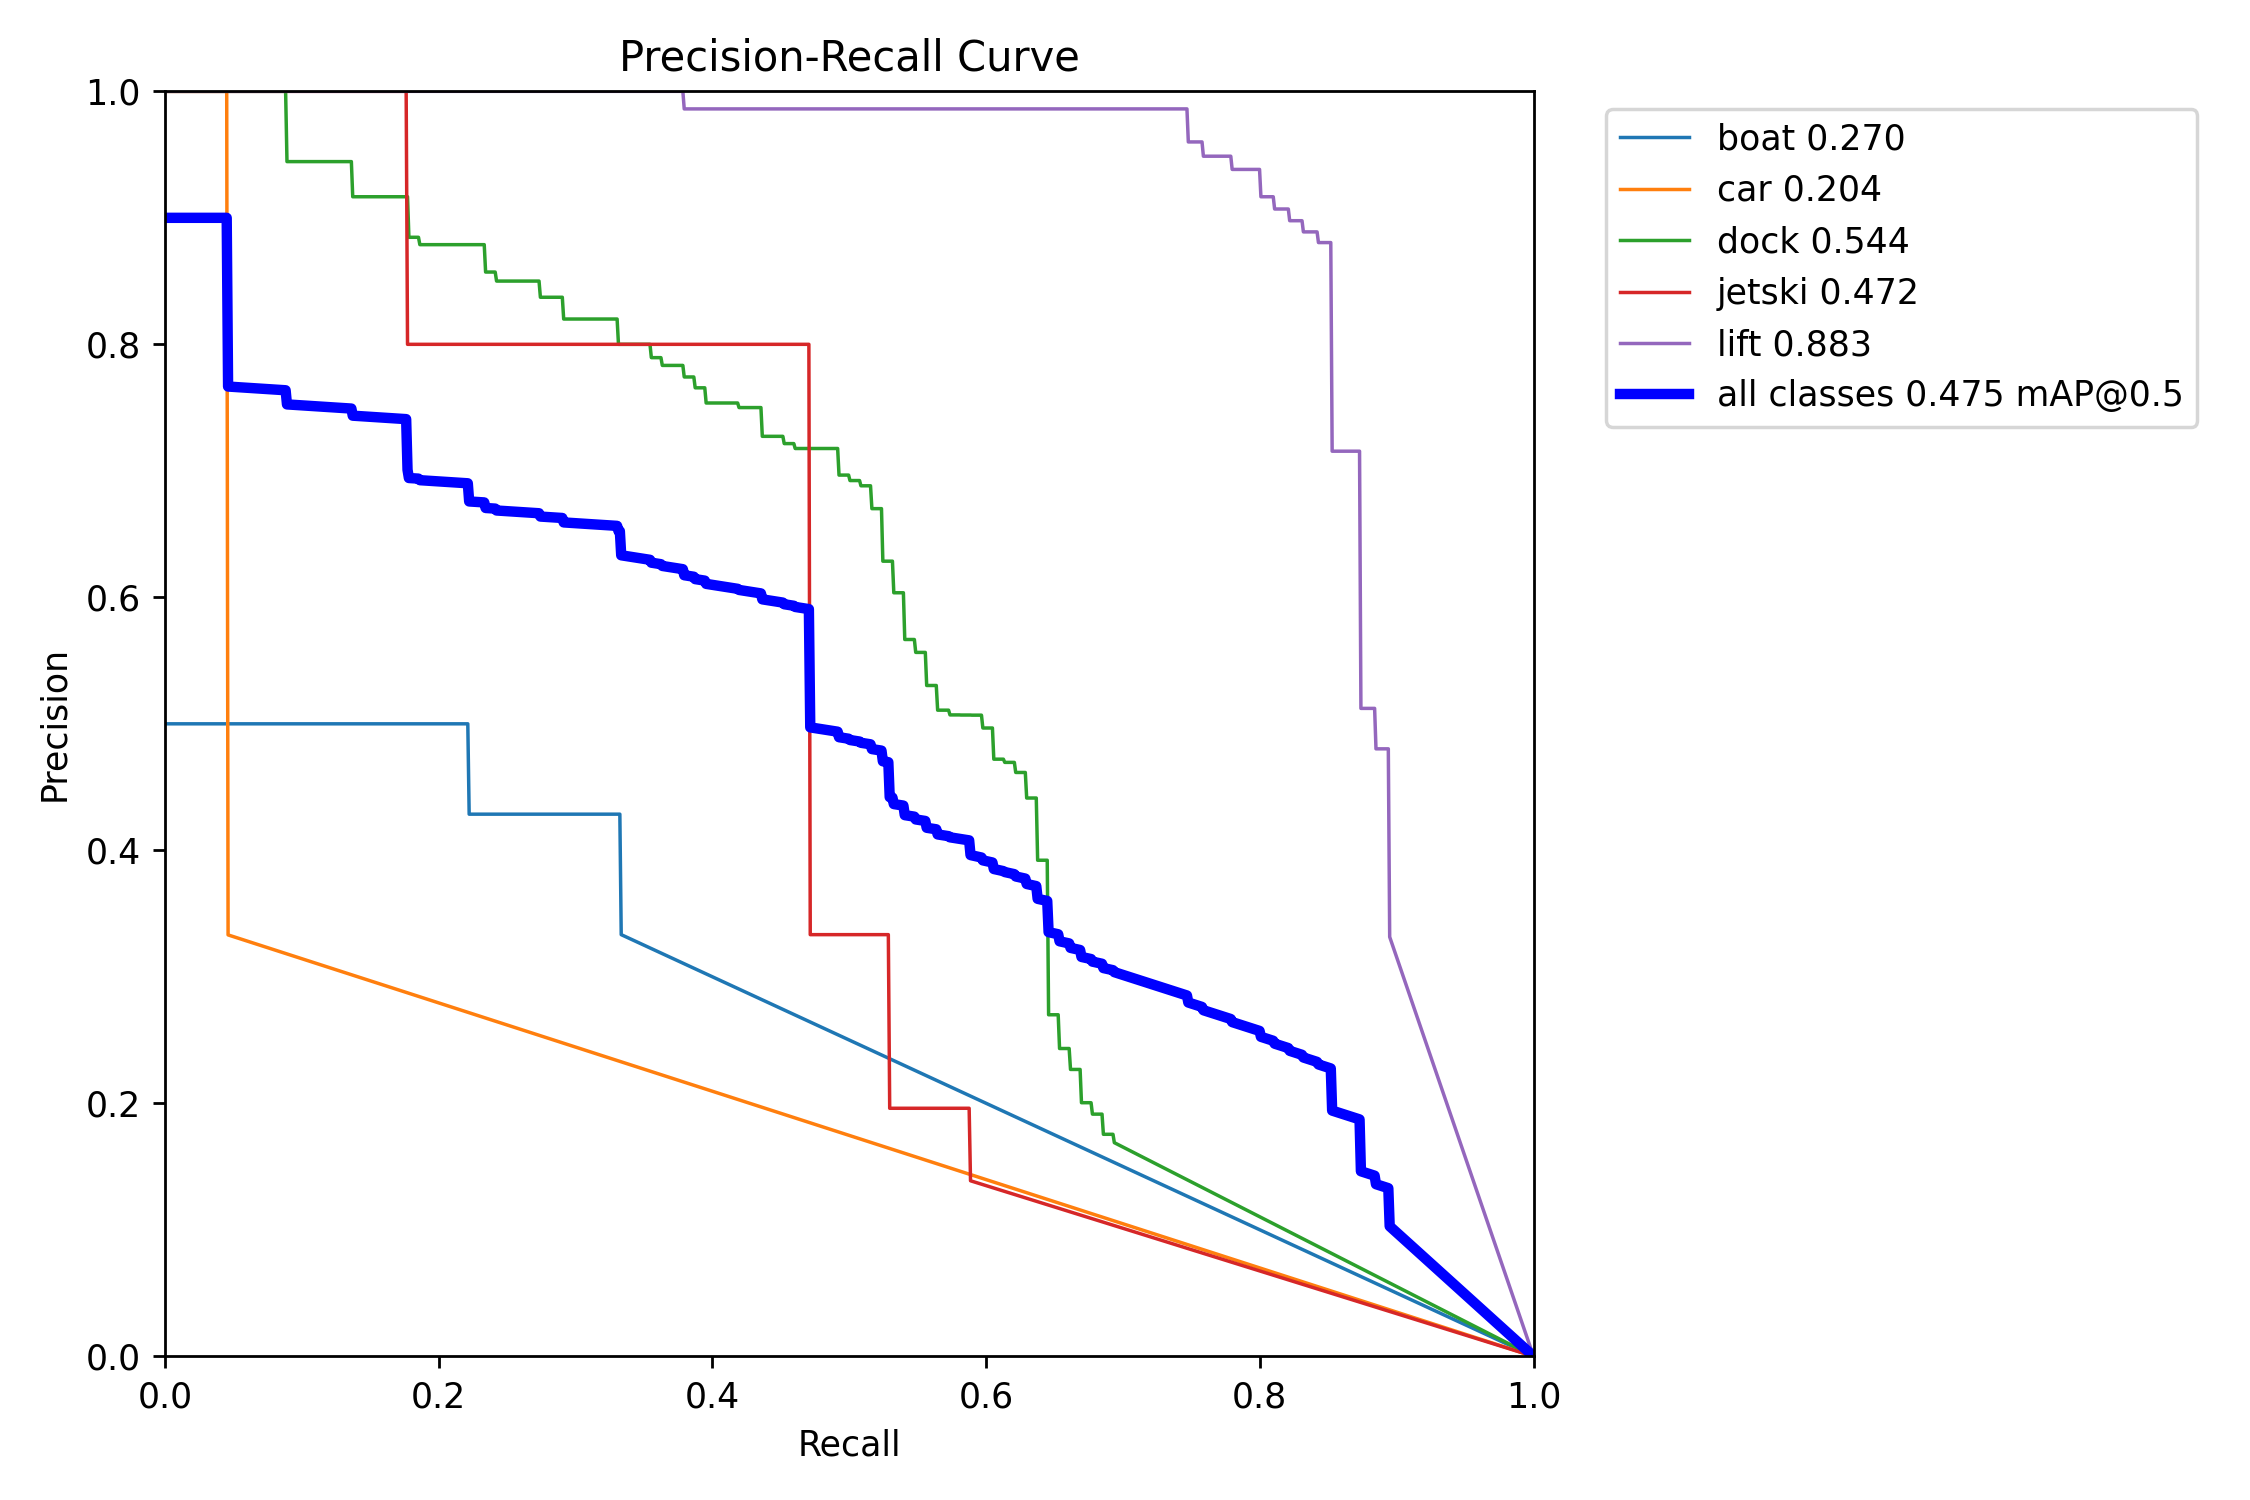 Precision-Recall Curve
1.0
0.8
0.6
0.4
0.2
0.0
Precision
0.0 0.2 0.4 0.6 0.8 1.0
Recall
boat 0.270
car 0.204
dock 0.544
jetski 0.472
lift 0.883
all classes 0.475 mAP@0.5